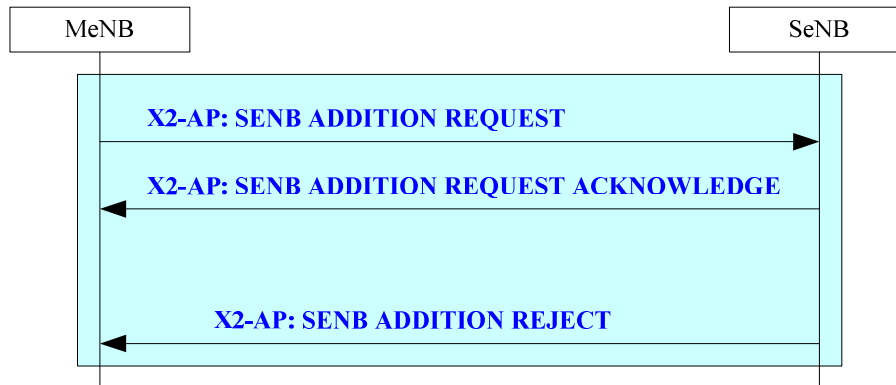 MeNB
SeNB
X2-AP: SENB ADDITION REQUEST
X2-AP: SENB ADDITION REQUEST ACKNOWLEDGE
X2-AP: SENB ADDITION REJECT